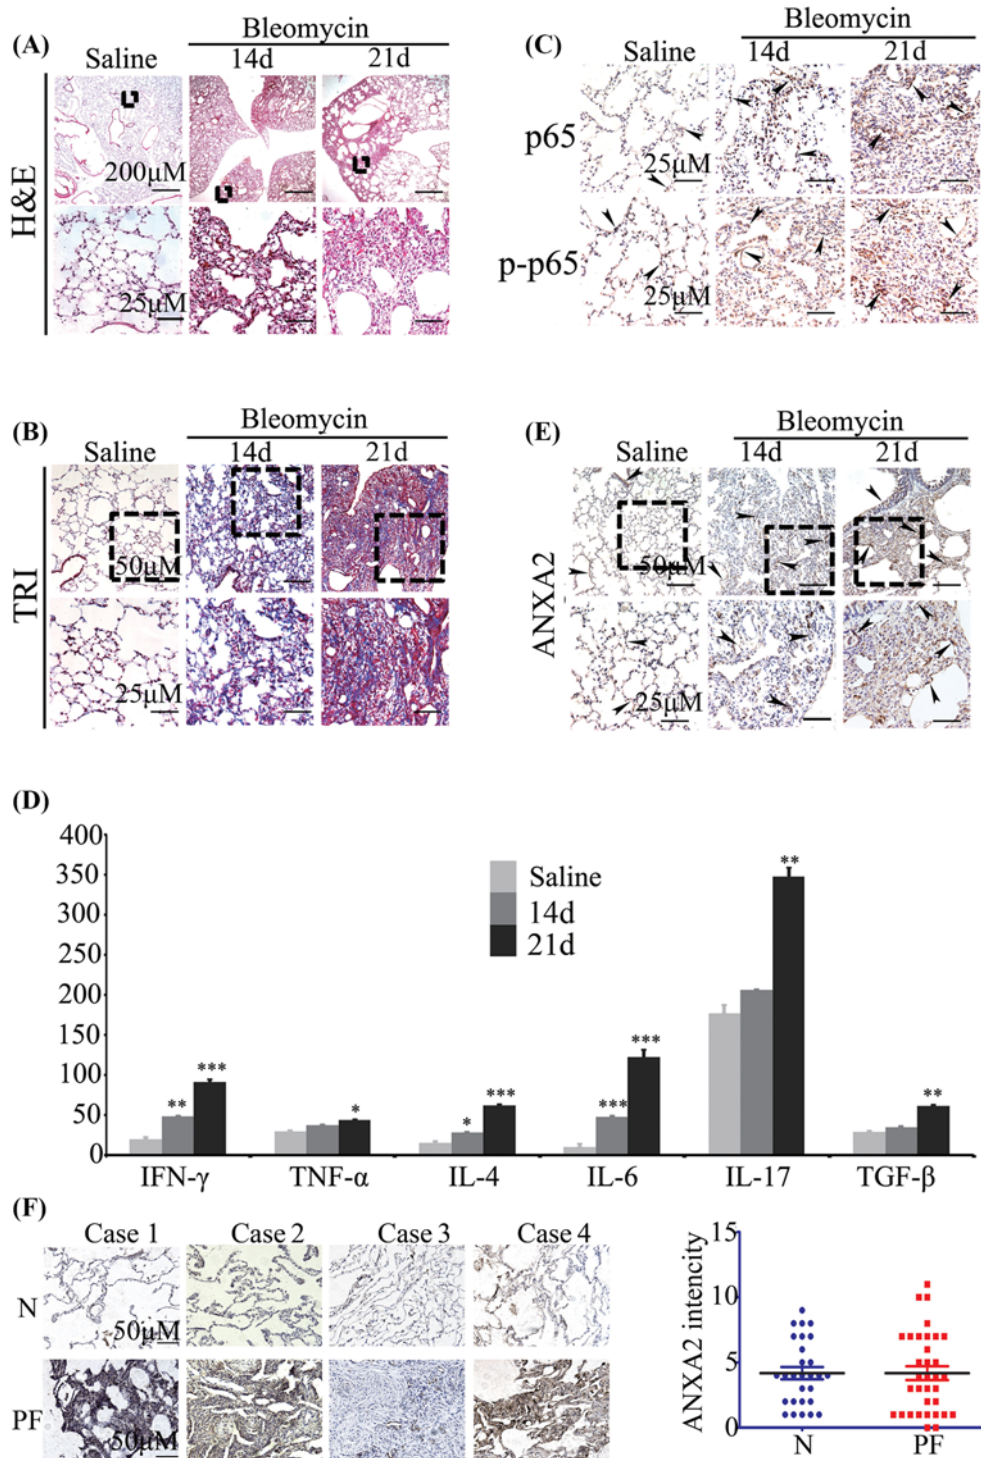 (A)
Bleomycin
Saline 14d 21d
H&E
200μM
25μM
(C)
Bleomycin
Saline 14d 21d
p65
25μM
p-p65
25μM
(B)
Bleomycin
Saline 14d 21d
TRI
50μM
25μM
(E)
Bleomycin
Saline 14d 21d
ANXA2
50μM
25μM
(D)
400
350
300
250
200
150
100
50
0
Saline
14d
21d
** *** * * *** *** *** ** **
IFN-γ TNF-α IL-4 IL-6 IL-17 TGF-β
(F)
Case 1 Case 2 Case 3 Case 4
N
50μM
PF
50μM
ANXA2 intencity
15
10
5
0
N PF